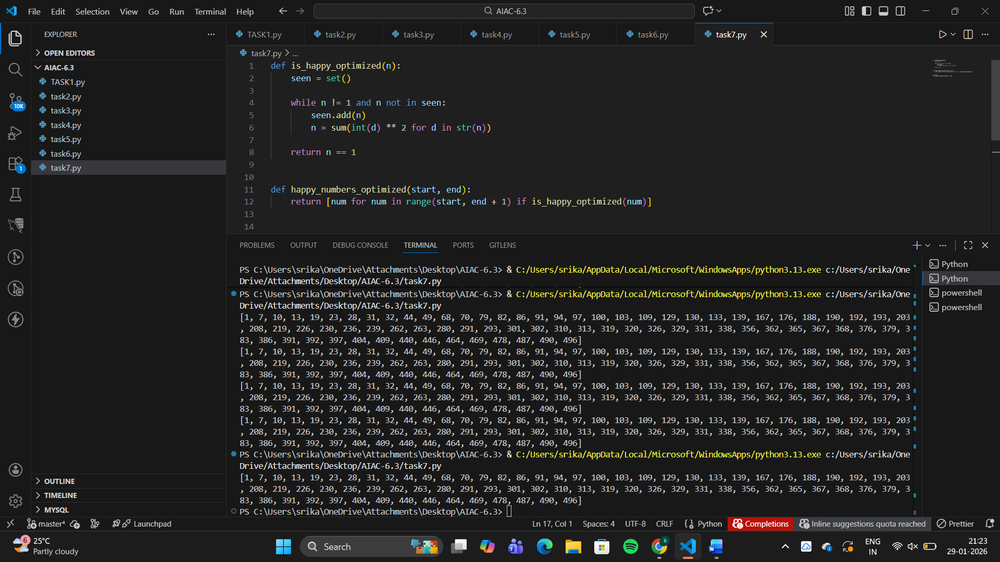 File Edit Selection View Go Run Terminal Help
AIAC-6.3
EXPLORER
OPEN EDITORS
AIAC-6.3
TASK1.py
task2.py
task3.py
task4.py
task5.py
task6.py
task7.py
10K
1
OUTLINE
TIMELINE
MYSQL
TASK1.py task2.py task3.py task4.py task5.py task6.py task7.py
task7.py > ...
1 def is_happy_optimized(n):
2 seen = set()
3
4 while n != 1 and n not in seen:
5 seen.add(n)
6 n = sum(int(d) ** 2 for d in str(n))
7
8 return n == 1
9
10
11 def happy_numbers_optimized(start, end):
12 return [num for num in range(start, end + 1) if is_happy_optimized(num)]
13
14
PROBLEMS OUTPUT DEBUG CONSOLE TERMINAL PORTS GITLENS
PS C:\Users\srika\OneDrive\Attachments\Desktop\AIAC-6.3> & C:/Users/srika/AppData/Local/Microsoft/WindowsApps/python3.13.exe c:/Users/srika/One
Drive/Attachments/Desktop/AIAC-6.3/task7.py
PS C:\Users\srika\OneDrive\Attachments\Desktop\AIAC-6.3> & C:/Users/srika/AppData/Local/Microsoft/WindowsApps/python3.13.exe c:/Users/srika/One
Drive/Attachments/Desktop/AIAC-6.3/task7.py
[1, 7, 10, 13, 19, 23, 28, 31, 32, 44, 49, 68, 70, 79, 82, 86, 91, 94, 97, 100, 103, 109, 129, 130, 133, 139, 167, 176, 188, 190, 192, 193, 203
, 208, 219, 226, 230, 236, 239, 262, 263, 280, 291, 293, 301, 302, 310, 313, 319, 320, 326, 329, 331, 338, 356, 362, 365, 367, 368, 376, 379, 3
83, 386, 391, 392, 397, 404, 409, 440, 446, 464, 469, 478, 487, 490, 496]
[1, 7, 10, 13, 19, 23, 28, 31, 32, 44, 49, 68, 70, 79, 82, 86, 91, 94, 97, 100, 103, 109, 129, 130, 133, 139, 167, 176, 188, 190, 192, 193, 203
, 208, 219, 226, 230, 236, 239, 262, 263, 280, 291, 293, 301, 302, 310, 313, 319, 320, 326, 329, 331, 338, 356, 362, 365, 367, 368, 376, 379, 3
83, 386, 391, 392, 397, 404, 409, 440, 446, 464, 469, 478, 487, 490, 496]
[1, 7, 10, 13, 19, 23, 28, 31, 32, 44, 49, 68, 70, 79, 82, 86, 91, 94, 97, 100, 103, 109, 129, 130, 133, 139, 167, 176, 188, 190, 192, 193, 203
, 208, 219, 226, 230, 236, 239, 262, 263, 280, 291, 293, 301, 302, 310, 313, 319, 320, 326, 329, 331, 338, 356, 362, 365, 367, 368, 376, 379, 3
83, 386, 391, 392, 397, 404, 409, 440, 446, 464, 469, 478, 487, 490, 496]
[1, 7, 10, 13, 19, 23, 28, 31, 32, 44, 49, 68, 70, 79, 82, 86, 91, 94, 97, 100, 103, 109, 129, 130, 133, 139, 167, 176, 188, 190, 192, 193, 203
, 208, 219, 226, 230, 236, 239, 262, 263, 280, 291, 293, 301, 302, 310, 313, 319, 320, 326, 329, 331, 338, 356, 362, 365, 367, 368, 376, 379, 3
83, 386, 391, 392, 397, 404, 409, 440, 446, 464, 469, 478, 487, 490, 496]
PS C:\Users\srika\OneDrive\Attachments\Desktop\AIAC-6.3> & C:/Users/srika/AppData/Local/Microsoft/WindowsApps/python3.13.exe c:/Users/srika/One
Drive/Attachments/Desktop/AIAC-6.3/task7.py
[1, 7, 10, 13, 19, 23, 28, 31, 32, 44, 49, 68, 70, 79, 82, 86, 91, 94, 97, 100, 103, 109, 129, 130, 133, 139, 167, 176, 188, 190, 192, 193, 203
, 208, 219, 226, 230, 236, 239, 262, 263, 280, 291, 293, 301, 302, 310, 313, 319, 320, 326, 329, 331, 338, 356, 362, 365, 367, 368, 376, 379, 3
83, 386, 391, 392, 397, 404, 409, 440, 446, 464, 469, 478, 487, 490, 496]
PS C:\Users\srika\OneDrive\Attachments\Desktop\AIAC-6.3>
Python
Python
powershell
powershell
master* Launchpad Ln 17, Col 1 Spaces: 4 UTF-8 CRLF Python Completions Inline suggestions quota reached Prettier
6
25°C
Partly cloudy
Search
ENG
IN
21:23
29-01-2026